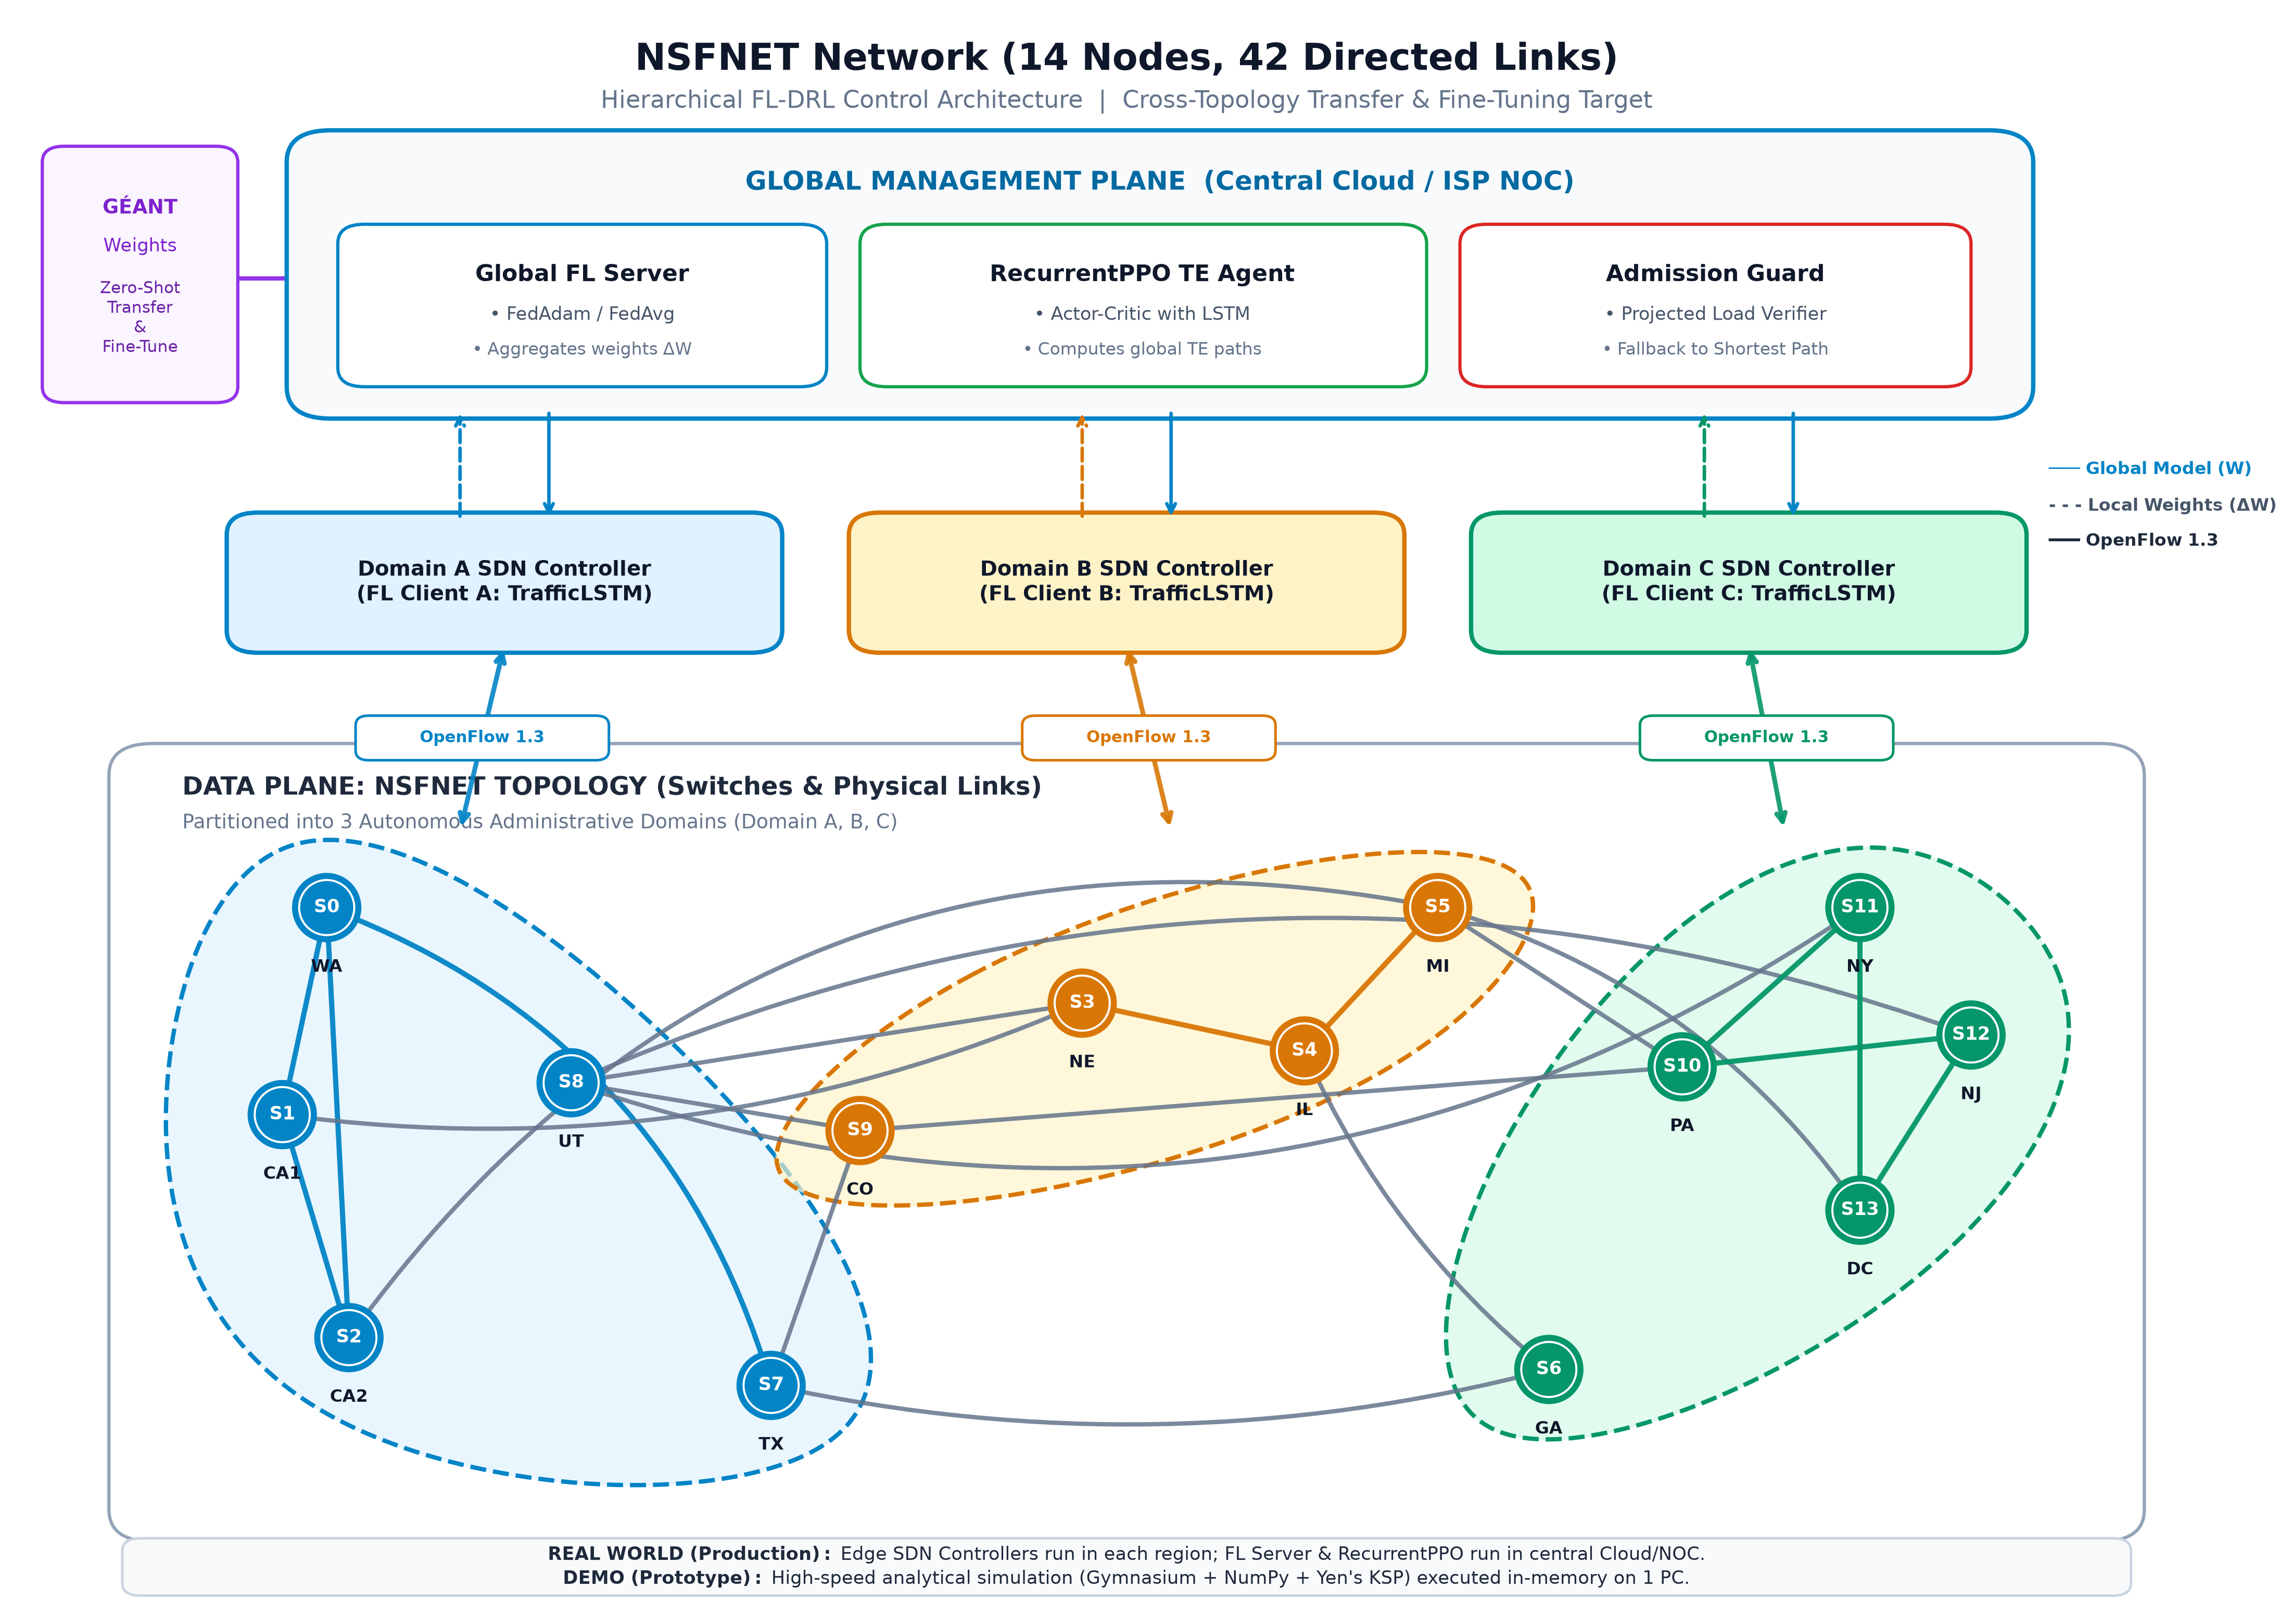 NSFNET Network (14 Nodes, 42 Directed Links)
Hierarchical FL-DRL Control Architecture | Cross-Topology Transfer & Fine-Tuning Target
GÉANT
Weights
Zero-Shot
Transfer
&
Fine-Tune
GLOBAL MANAGEMENT PLANE (Central Cloud / ISP NOC)
Global FL Server
• FedAdam / FedAvg
• Aggregates weights ΔW
RecurrentPPO TE Agent
• Actor-Critic with LSTM
• Computes global TE paths
Admission Guard
• Projected Load Verifier
• Fallback to Shortest Path
Global Model (W)
Local Weights (ΔW)
OpenFlow 1.3
Domain A SDN Controller
(FL Client A: TrafficLSTM)
Domain B SDN Controller
(FL Client B: TrafficLSTM)
Domain C SDN Controller
(FL Client C: TrafficLSTM)
OpenFlow 1.3
OpenFlow 1.3
OpenFlow 1.3
DATA PLANE: NSFNET TOPOLOGY (Switches & Physical Links)
Partitioned into 3 Autonomous Administrative Domains (Domain A, B, C)
S0
WA
S5
MI
S11
NY
S3
NE
S12
NJ
S4
IL
S10
PA
S8
UT
S1
CA1
S9
CO
S13
DC
S2
CA2
S6
GA
S7
TX
REAL WORLD (Production): Edge SDN Controllers run in each region; FL Server & RecurrentPPO run in central Cloud/NOC.
DEMO (Prototype): High-speed analytical simulation (Gymnasium + NumPy + Yen's KSP) executed in-memory on 1 PC.